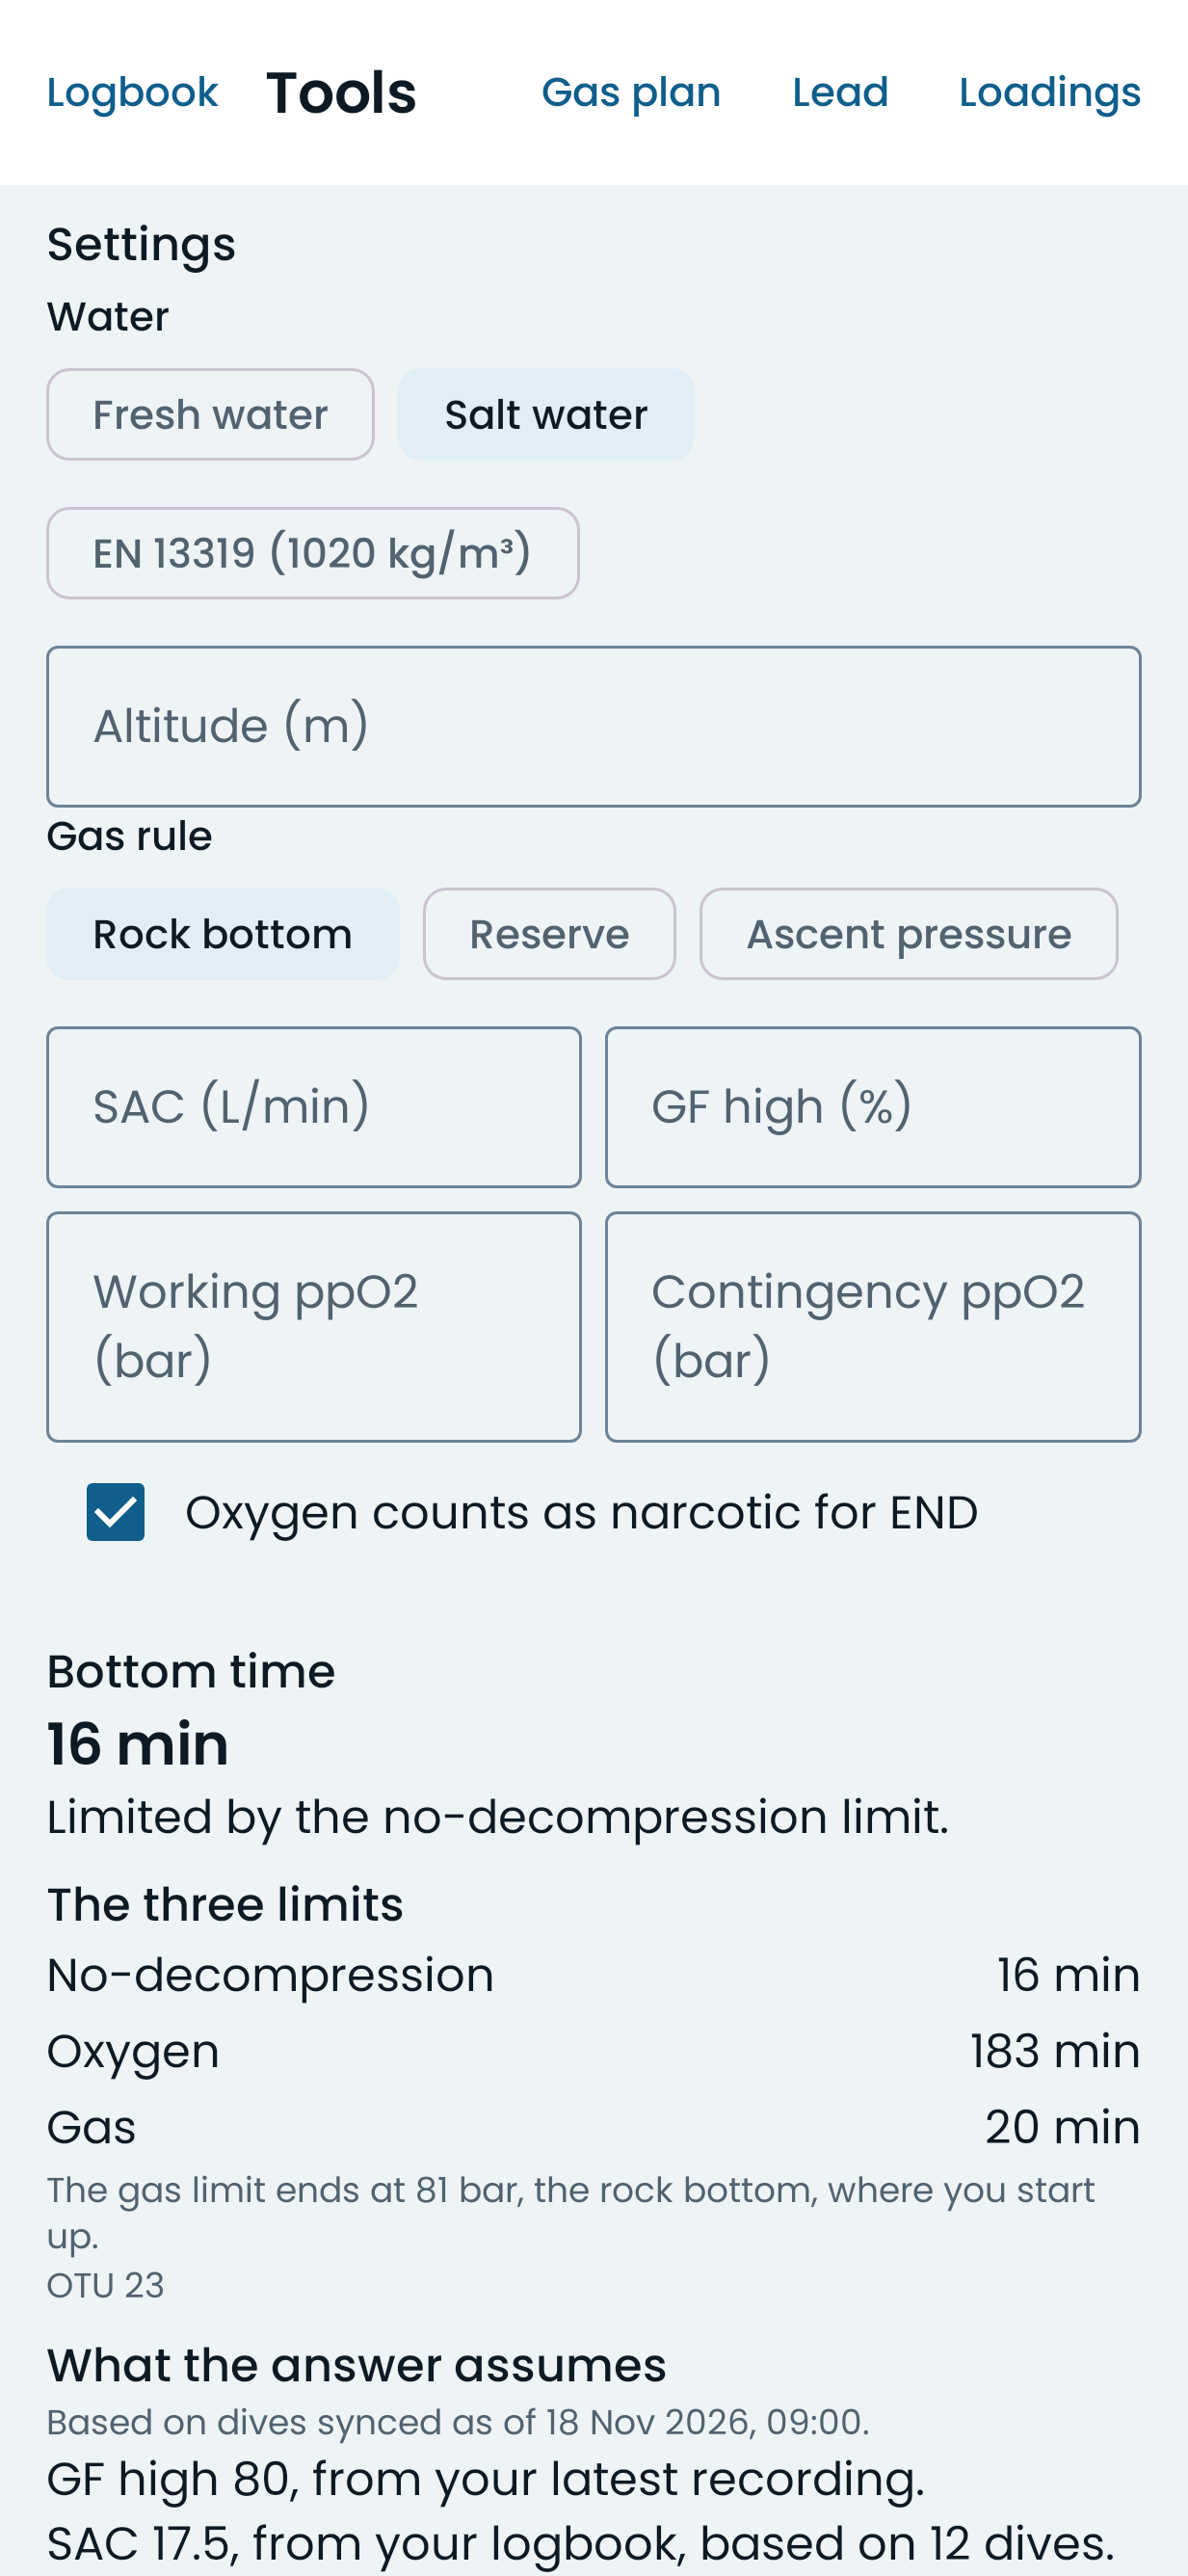 Logbook Tools Gas plan Lead Loadings
Settings
Water
Fresh water Salt water
EN 13319 (1020 kg/m³)
Altitude (m)
Gas rule
Rock bottom Reserve Ascent pressure
SAC (L/min) GF high (%)
Working ppO2 (bar) Contingency ppO2 (bar)
Oxygen counts as narcotic for END
Bottom time
16 min
Limited by the no-decompression limit.
The three limits
No-decompression 16 min
Oxygen 183 min
Gas 20 min
The gas limit ends at 81 bar, the rock bottom, where you start
up.
OTU 23
What the answer assumes
Based on dives synced as of 18 Nov 2026, 09:00.
GF high 80, from your latest recording.
SAC 17.5, from your logbook, based on 12 dives.